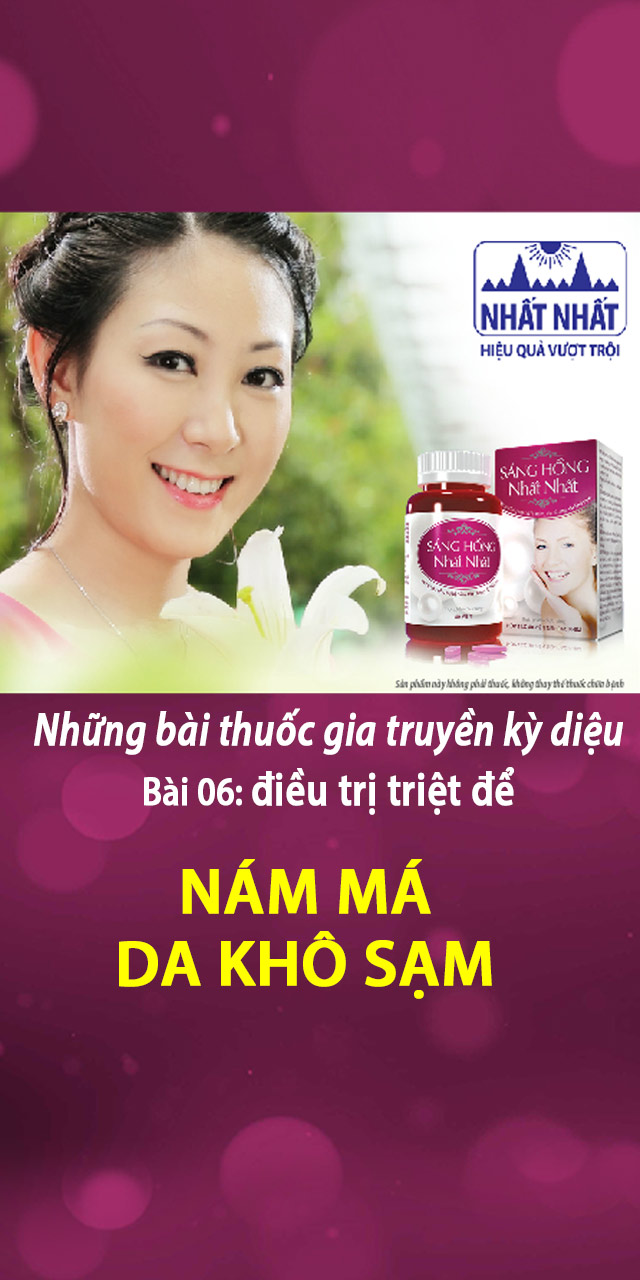 NHẤT NHẤT
HIỆU QUẢ VƯỢT TRỘI
SÁNG HỒNG
Nhất Nhất
SÁNG HỒNG
Nhất Nhất
Sản phẩm này không phải thuốc, không thay thế thuốc chữa bệnh
Những bài thuốc gia truyền kỳ diệu
Bài 06: điều trị triệt để
NÁM MÁ
DA KHÔ SẠM